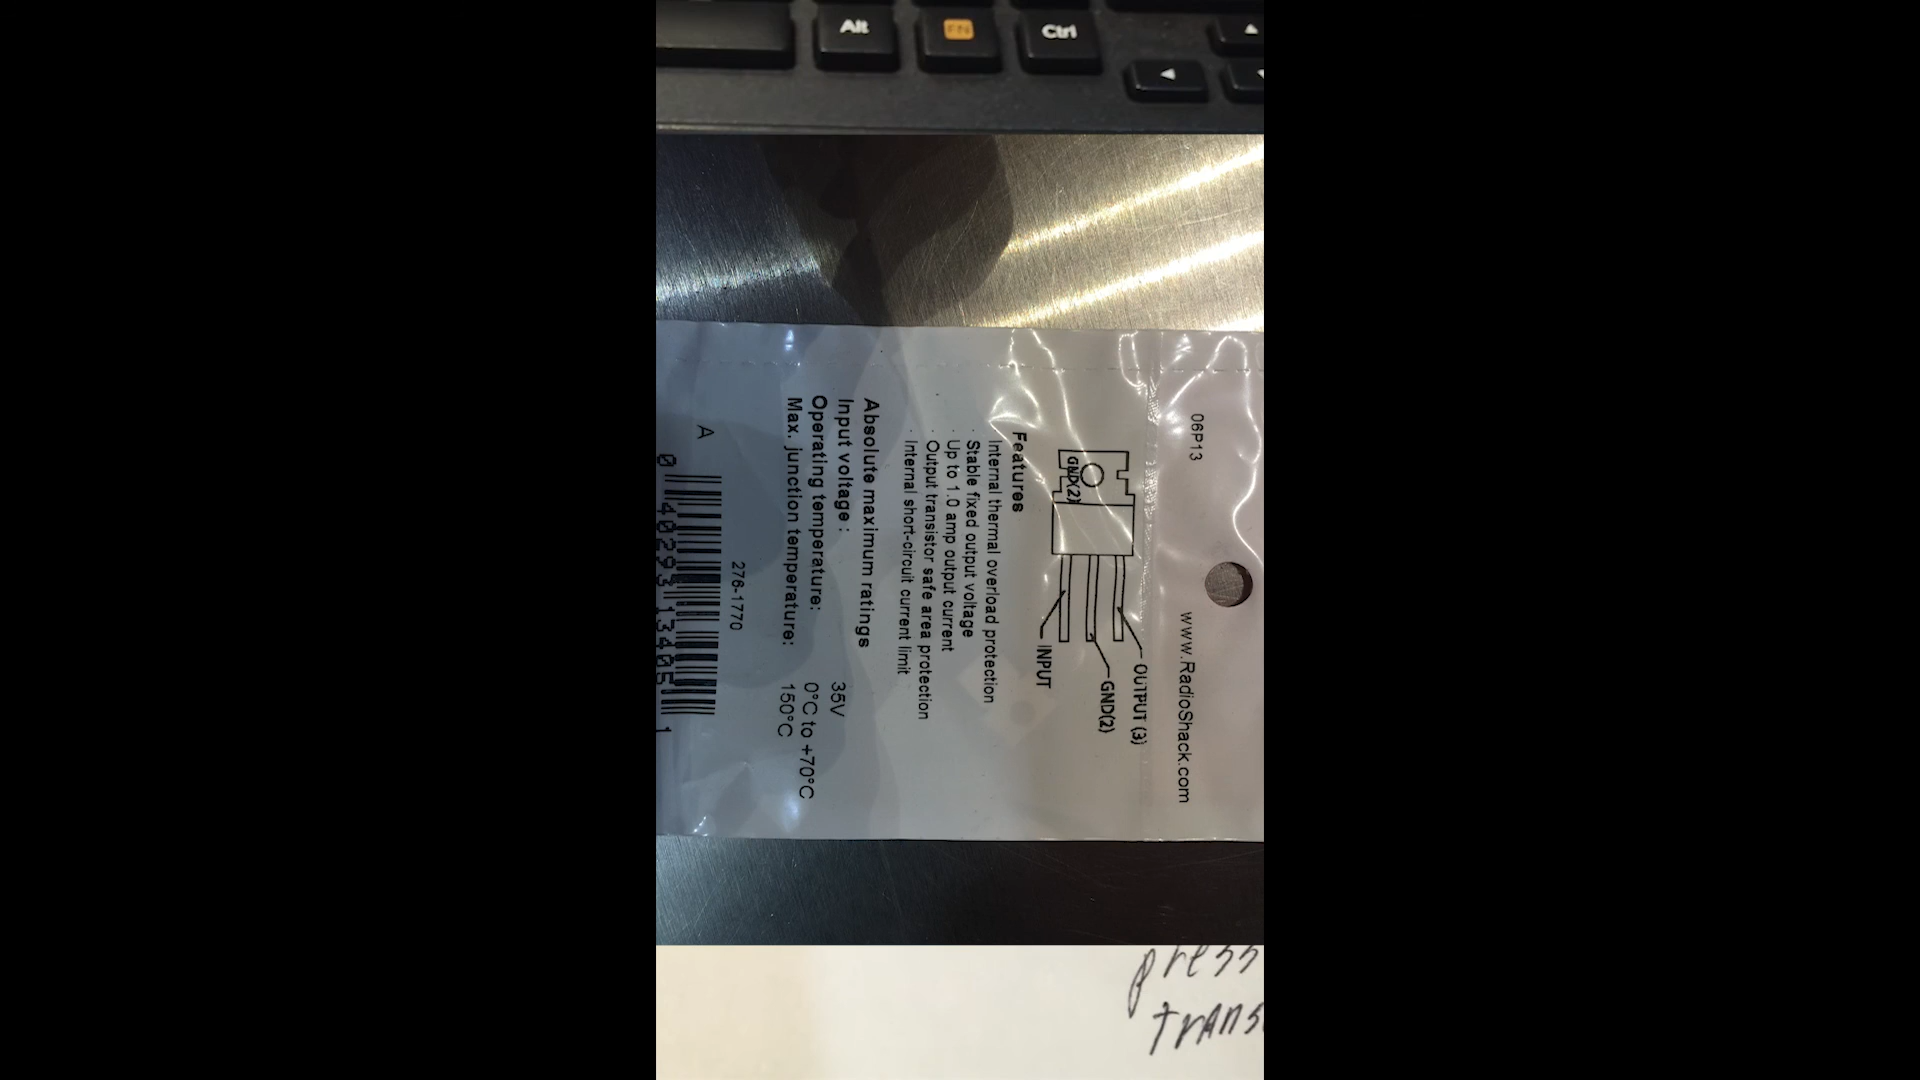 Alt
FN
Ctrl
06P13
www.RadioShack.com
OUTPUT (3)
GND(2)
GND(2)
INPUT
Features
Internal thermal overload protection
· Stable fixed output voltage
· Up to 1.0 amp output current
· Output transistor safe area protection
· Internal short-circuit current limit
Absolute maximum ratings
Input voltage : 35V
Operating temperature: 0°C to +70°C
Max. junction temperature: 150°C
276-1770
A
0 40293 13405 1
press